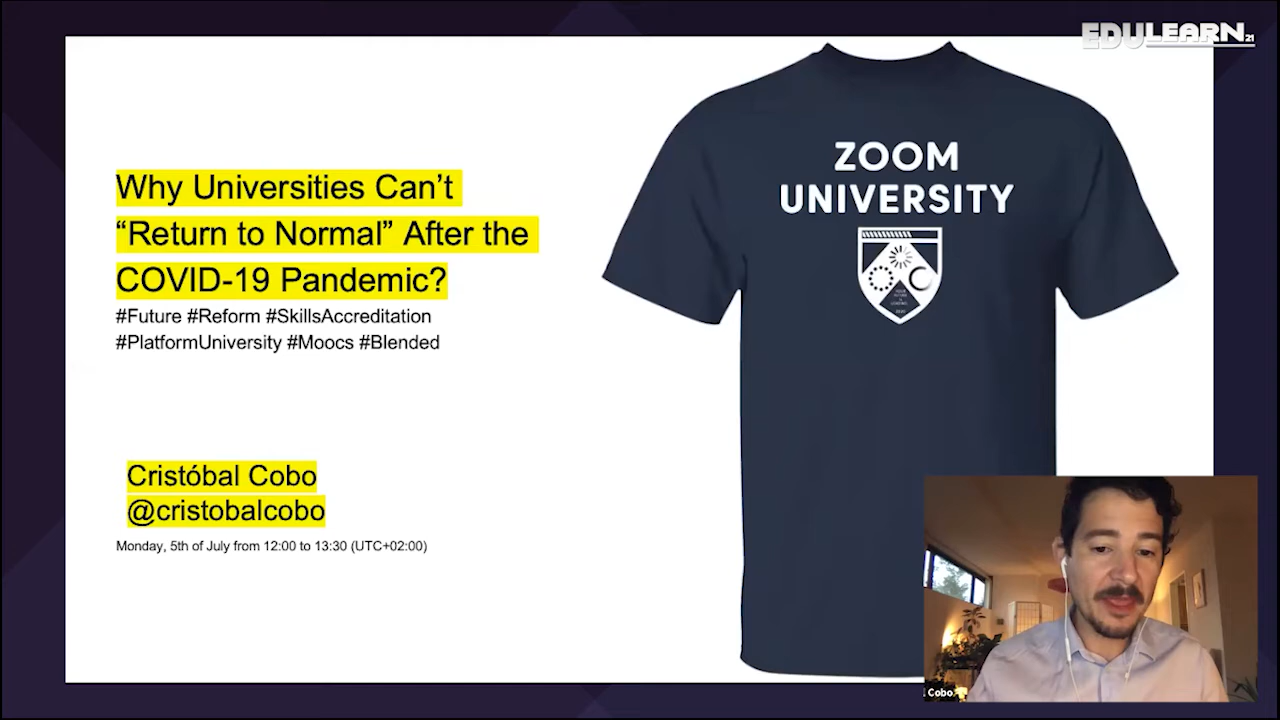 EDULEARN21
ZOOM
UNIVERSITY
Why Universities Can’t
“Return to Normal” After the
COVID-19 Pandemic?
#Future #Reform #SkillsAccreditation
#PlatformUniversity #Moocs #Blended
Cristóbal Cobo
@cristobalcobo
Monday, 5th of July from 12:00 to 13:30 (UTC+02:00)
Cobo